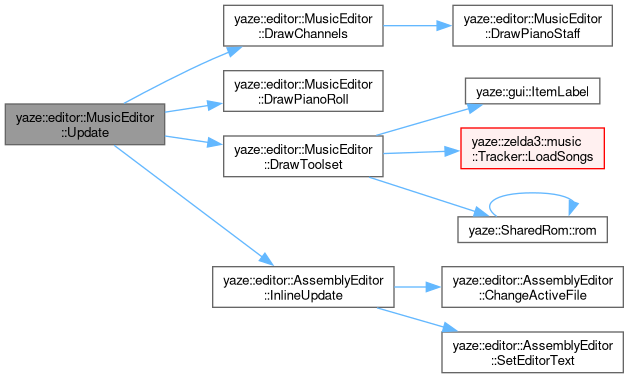 yaze::editor::MusicEditor
::Update
yaze::editor::MusicEditor
::DrawChannels
yaze::editor::MusicEditor
::DrawPianoStaff
yaze::editor::MusicEditor
::DrawPianoRoll
yaze::editor::MusicEditor
::DrawToolset
yaze::gui::ItemLabel
yaze::zelda3::music
::Tracker::LoadSongs
yaze::SharedRom::rom
yaze::editor::AssemblyEditor
::InlineUpdate
yaze::editor::AssemblyEditor
::ChangeActiveFile
yaze::editor::AssemblyEditor
::SetEditorText